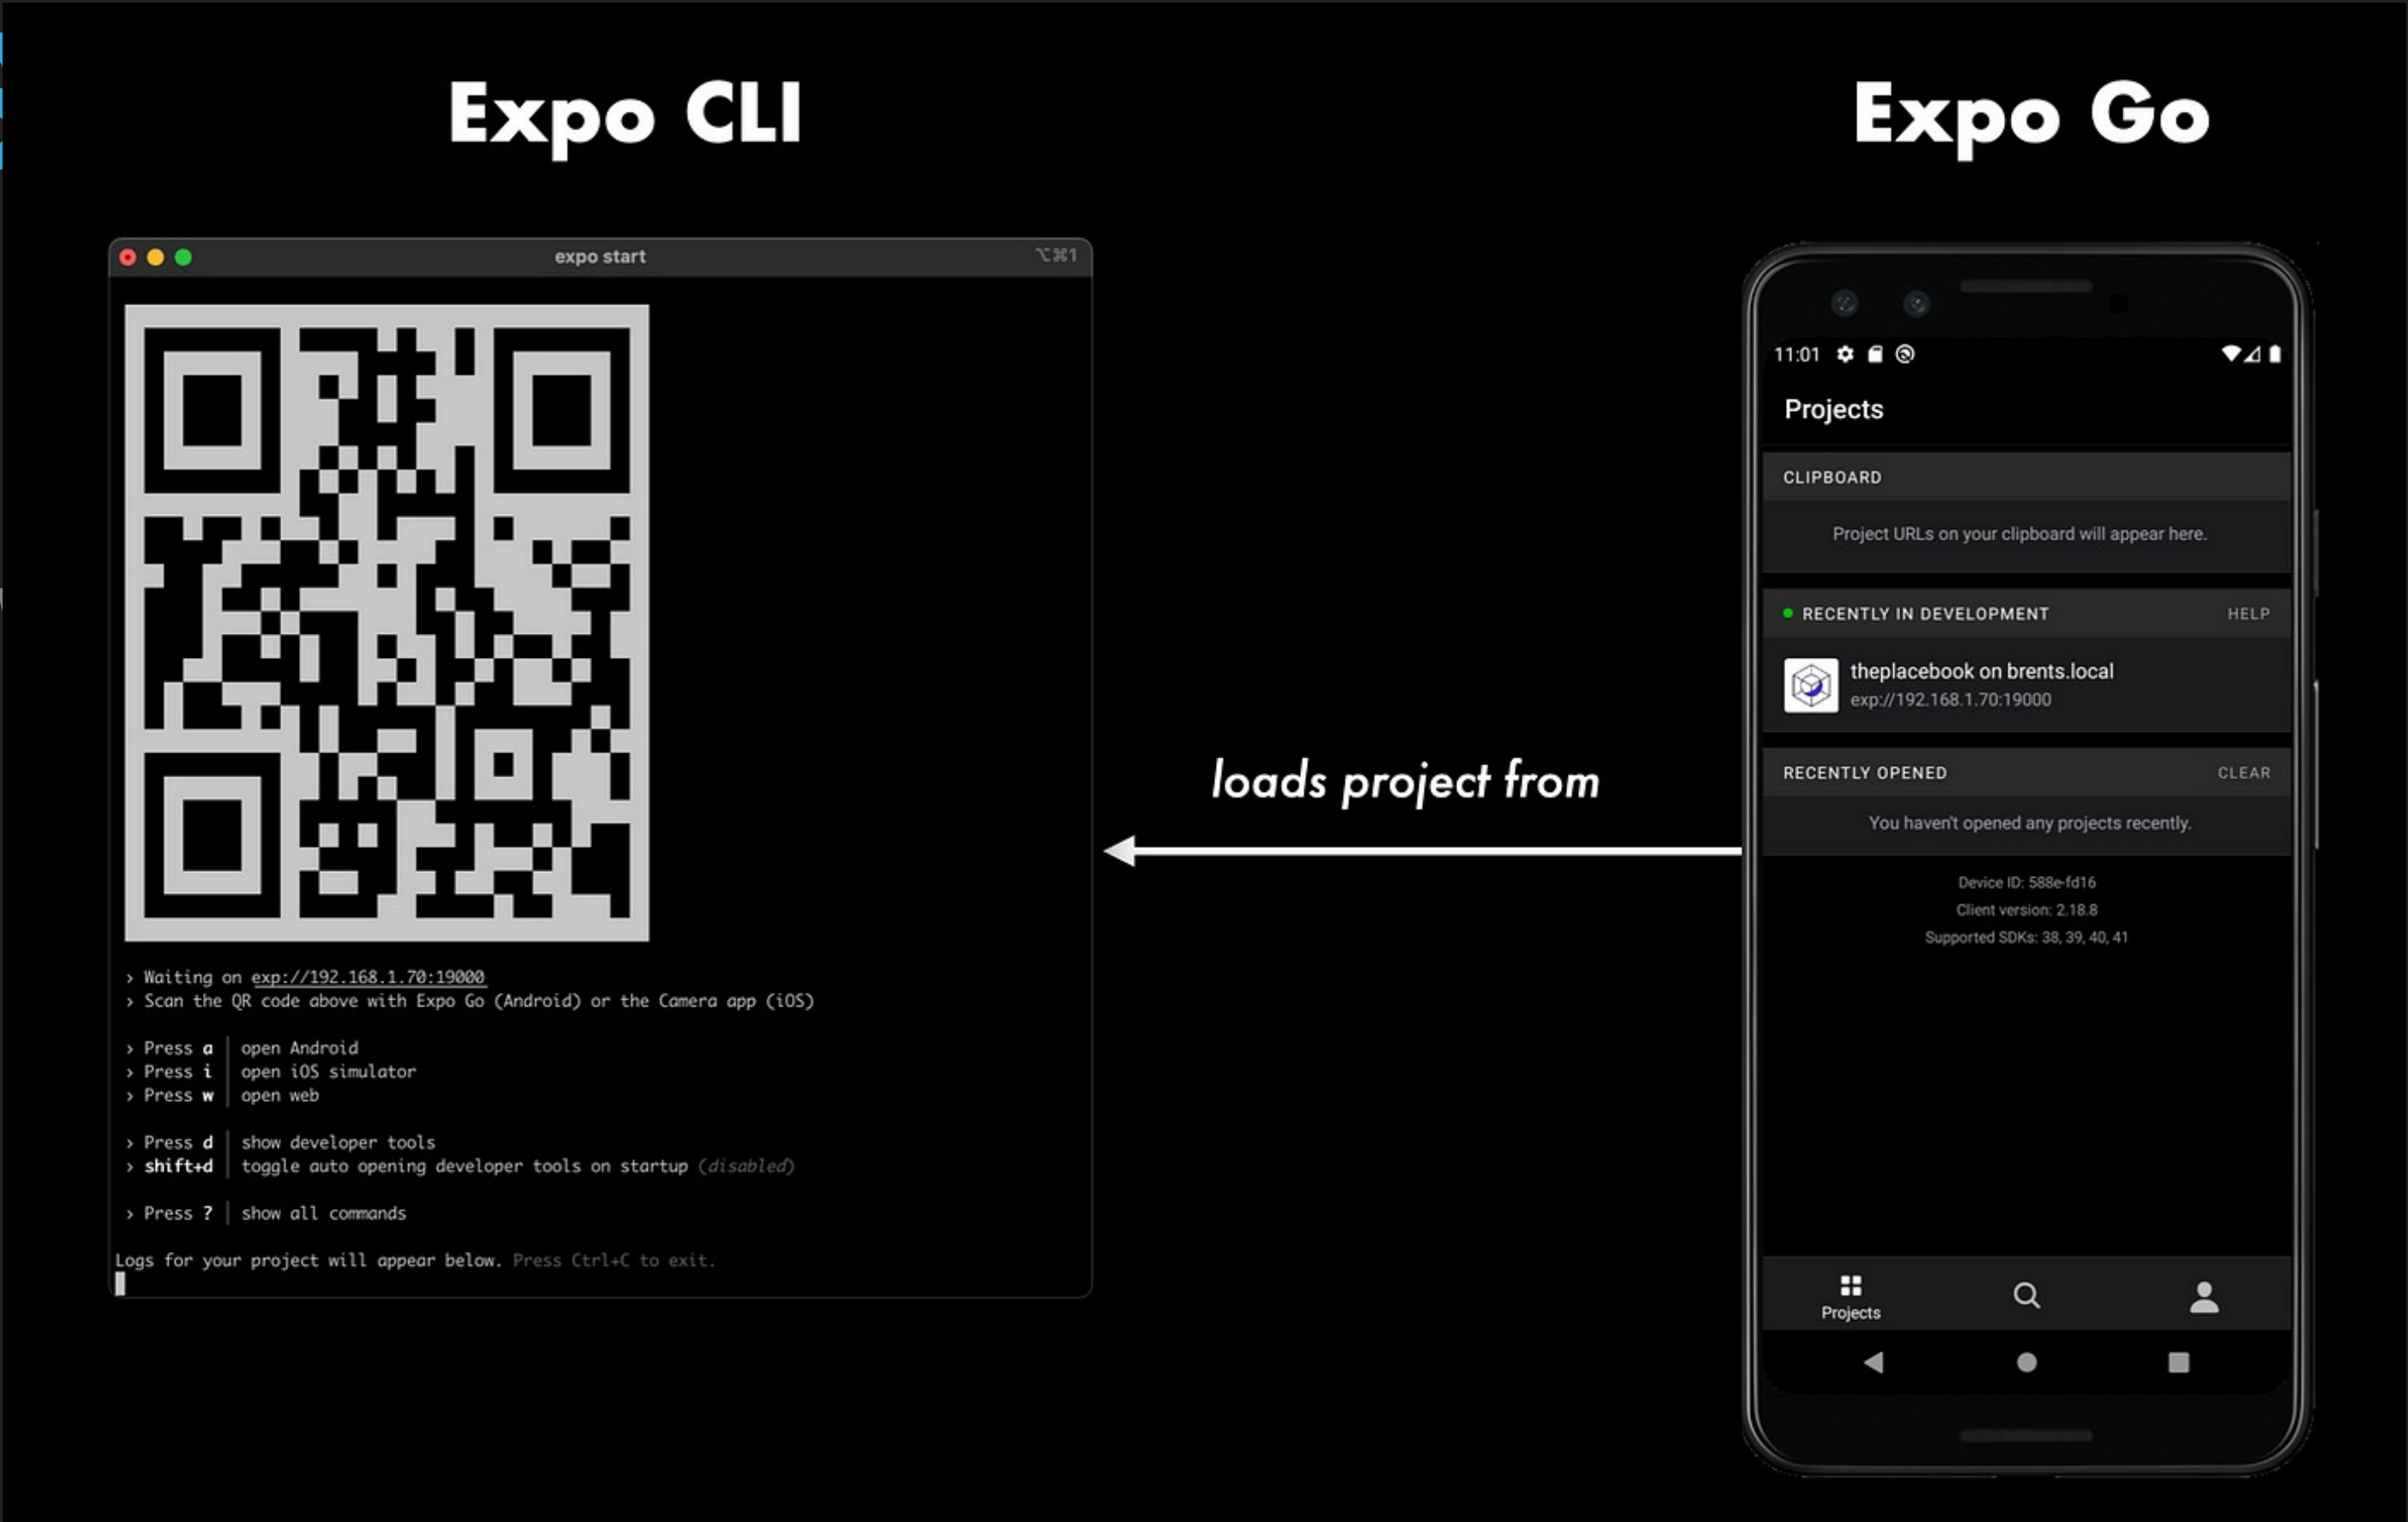 Expo CLI
Expo Go
expo start
⌥⌘1
› Waiting on exp://192.168.1.70:19000
› Scan the QR code above with Expo Go (Android) or the Camera app (iOS)
› Press a │ open Android
› Press i │ open iOS simulator
› Press w │ open web
› Press d │ show developer tools
› shift+d │ toggle auto opening developer tools on startup (disabled)
› Press ? │ show all commands
Logs for your project will appear below. Press Ctrl+C to exit.
loads project from
11:01
Projects
CLIPBOARD
Project URLs on your clipboard will appear here.
RECENTLY IN DEVELOPMENT HELP
theplacebook on brents.local
exp://192.168.1.70:19000
RECENTLY OPENED CLEAR
You haven't opened any projects recently.
Device ID: 588e-fd16
Client version: 2.18.8
Supported SDKs: 38, 39, 40, 41
Projects